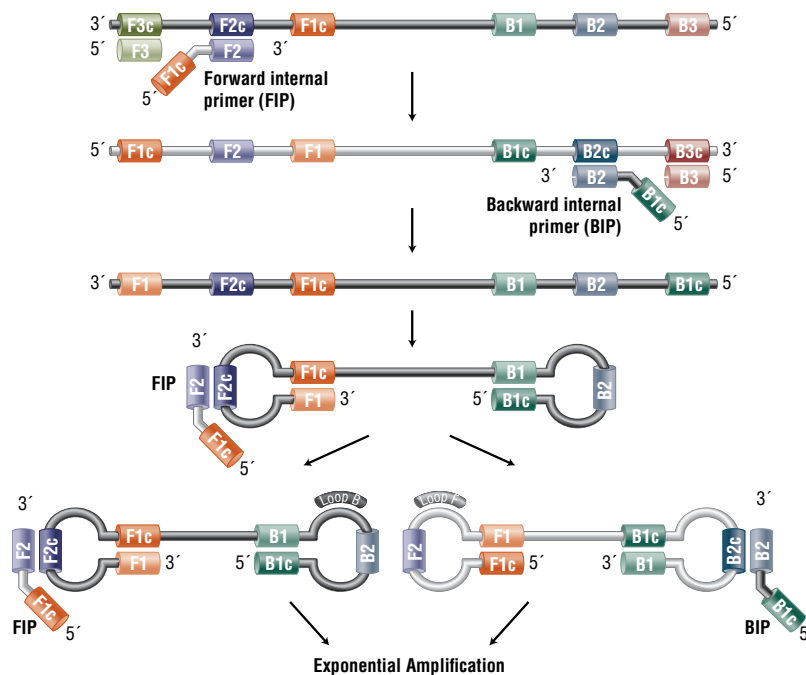 3´ F3c F2c F1c B1 B2 B3 5´
5´ F3 F1c F2 3´
5´
Forward internal
primer (FIP)
5´ F1c F2 F1 B1c B2c B3c 3´
3´ B2 B1c B3 5´
5´
Backward internal
primer (BIP)
3´ F1 F2c F1c B1 B2 B1c 5´
3´
FIP F2 F2c F1c B1 B2
F1 3´ 5´ B1c
F1c 5´
3´ Loop B Loop F 3´
F2 F2c F1c B1 B2 F2 F1 B1c B2c B2
F1 3´ 5´ B1c F1c 5´ 3´ B1
FIP F1c 5´ BIP B1c 5´
Exponential Amplification